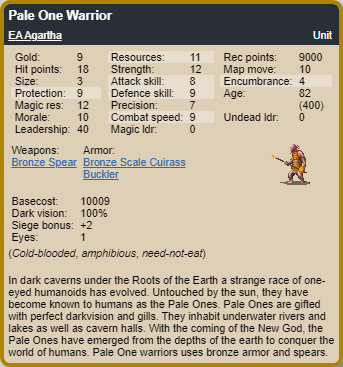 Pale One Warrior
EA Agartha Unit
Gold: 9 Resources: 11 Rec points: 9000
Hit points: 18 Strength: 12 Map move: 10
Size: 3 Attack skill: 8 Encumbrance: 4
Protection: 9 Defence skill: 9 Age: 82
Magic res: 12 Precision: 7 (400)
Morale: 10 Combat speed: 9 Undead ldr: 0
Leadership: 40 Magic ldr: 0
Weapons: Armor:
Bronze Spear Bronze Scale Cuirass
Buckler
Basecost: 10009
Dark vision: 100%
Siege bonus: +2
Eyes: 1
(Cold-blooded, amphibious, need-not-eat)
In dark caverns under the Roots of the Earth a strange race of one-
eyed humanoids has evolved. Untouched by the sun, they have
become known to humans as the Pale Ones. Pale Ones are gifted
with perfect darkvision and gills. They inhabit underwater rivers and
lakes as well as cavern halls. With the coming of the New God, the
Pale Ones have emerged from the depths of the earth to conquer the
world of humans. Pale One warriors uses bronze armor and spears.